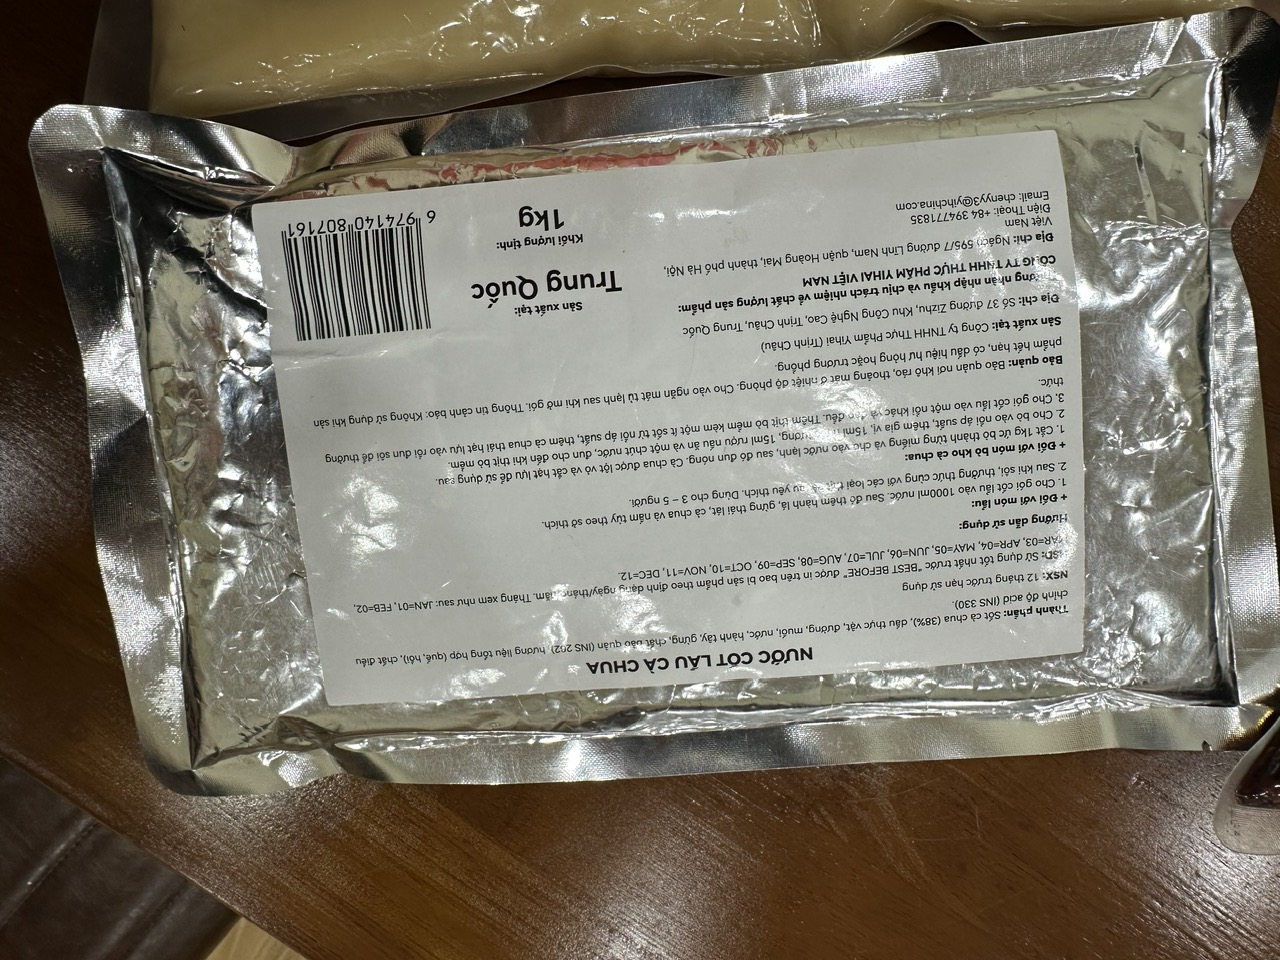 NƯỚC CỐT LẨU CÀ CHUA
Thành phần: Sốt cà chua (38%), dầu thực vật, đường, muối, nước, hành tây, gừng, chất bảo quản (INS 202), hương liệu tổng hợp (quế, hồi), chất điều
chỉnh độ acid (INS 330).
NSX: 12 tháng trước hạn sử dụng
HSD: Sử dụng tốt nhất trước "BEST BEFORE" được in trên bao bì sản phẩm theo định dạng ngày/tháng/năm. Tháng xem như sau: JAN=01, FEB=02,
MAR=03, APR=04, MAY=05, JUN=06, JUL=07, AUG=08, SEP=09, OCT=10, NOV=11, DEC=12.
Hướng dẫn sử dụng:
+ Đối với món lẩu:
1. Cho gói cốt lẩu vào 1000ml nước. Sau đó thêm hành lá, gừng thái lát, cà chua và nấm tùy theo sở thích.
2. Sau khi sôi, thưởng thức cùng với các loại thịt yêu thích. Dùng cho 3 – 5 người.
+ Đối với món bò kho cà chua:
1. Cắt 1kg ức bò thành từng miếng và cho vào nước lạnh, sau đó đun nóng. Cà chua được lột vỏ và cắt hạt lựu để sử dụng sau.
2. Cho bò vào nồi áp suất, thêm gia vị, 15ml tương, 15ml rượu nấu ăn và một chút nước, đun cho đến khi thịt bò mềm.
3. Cho gói cốt lẩu vào một nồi khác và đều. Thêm thịt bò mềm kèm một ít sốt từ nồi áp suất, thêm cà chua thái hạt lựu vào rồi đun sôi để thưởng
thức.
Bảo quản: Bảo quản nơi khô ráo, thoáng mát ở nhiệt độ phòng. Cho vào ngăn mát tủ lạnh sau khi mở gói. Thông tin cảnh báo: Không sử dụng khi sản
phẩm hết hạn, có dấu hiệu hư hỏng hoặc trương phồng.
Sản xuất tại: Công ty TNHH Thực Phẩm Yihai (Trịnh Châu)
Địa chỉ: Số 37 đường Zizhu, Khu Công Nghệ Cao, Trịnh Châu, Trung Quốc
Thương nhân nhập khẩu và chịu trách nhiệm về chất lượng sản phẩm:
CÔNG TY TNHH THỰC PHẨM YIHAI VIỆT NAM
Địa chỉ: Ngách 595/7 đường Lĩnh Nam, quận Hoàng Mai, thành phố Hà Nội,
Việt Nam
Điện Thoại: +84 394771835
Email: chenyy3@yihchina.com
Sản xuất tại:
Trung Quốc
Khối lượng tịnh:
1kg
6 974140 807161